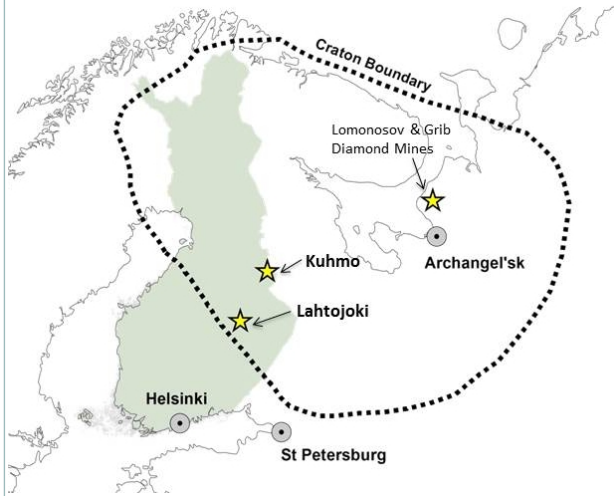 Craton Boundary
Lomonosov & Grib
Diamond Mines
Archangel'sk
Kuhmo
Lahtojoki
Helsinki
St Petersburg